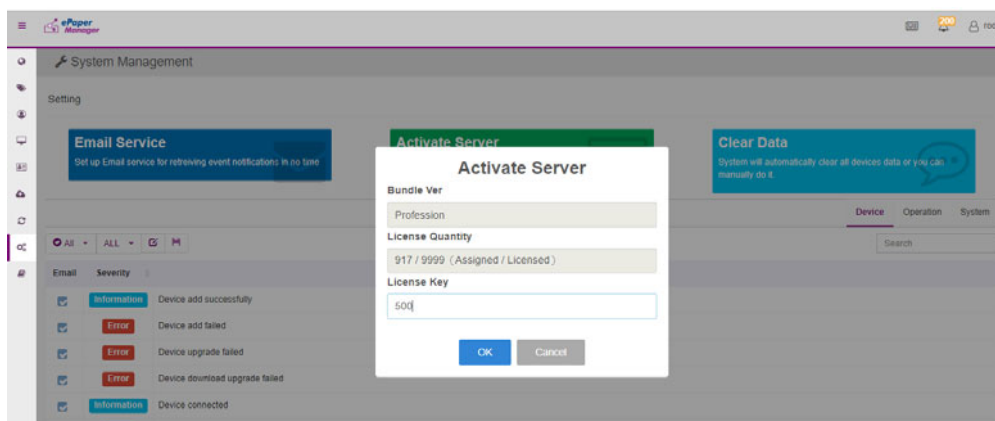 ePaper
Manager
200
System Management
Setting
Email Service
Set up Email service for retreiving event notifications in no time
Activate Server
Clear Data
System will automatically clear all devices data or you can
manually do it.
Activate Server
Bundle Ver
Profession
License Quantity
917 / 9999 （Assigned / Licensed）
License Key
500
OK
Cancel
Device
Operation
System
All
ALL
Search
Email
Severity
Information
Device add successfully
Error
Device add failed
Error
Device upgrade failed
Error
Device download upgrade failed
Information
Device connected